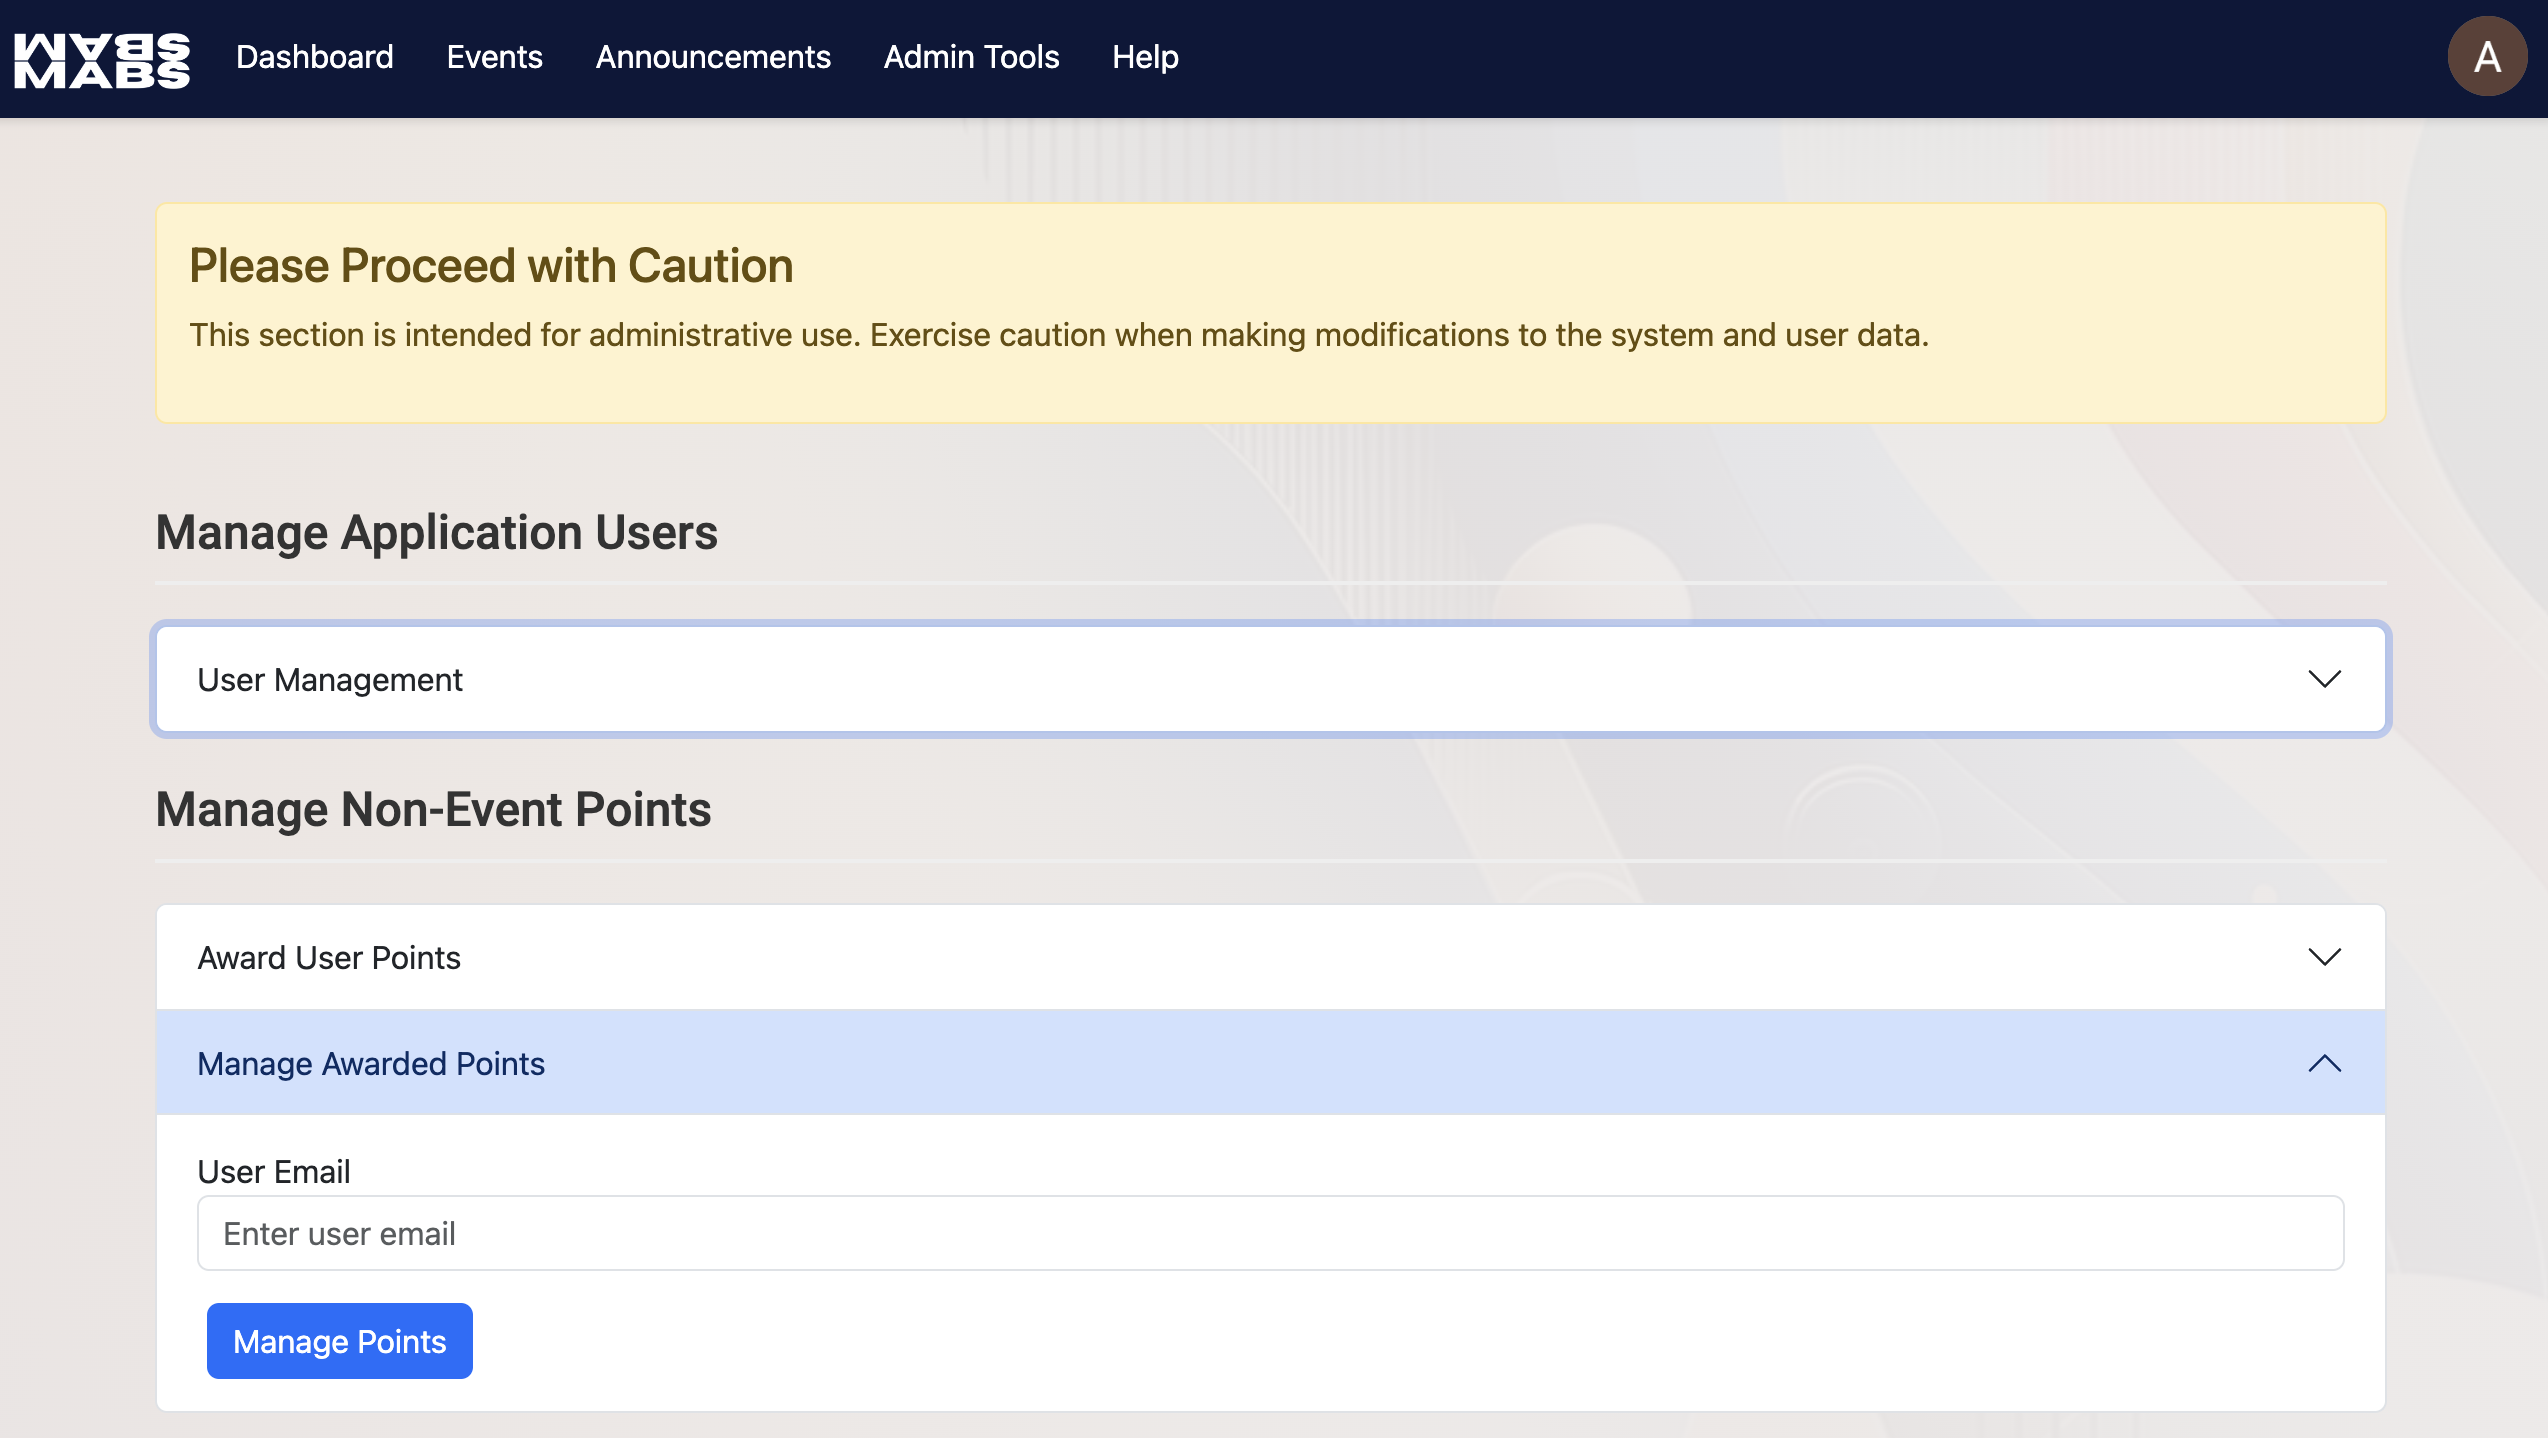 MABS
MABS
Dashboard Events Announcements Admin Tools Help A
Please Proceed with Caution
This section is intended for administrative use. Exercise caution when making modifications to the system and user data.
Manage Application Users
User Management
Manage Non-Event Points
Award User Points
Manage Awarded Points
User Email
Enter user email
Manage Points